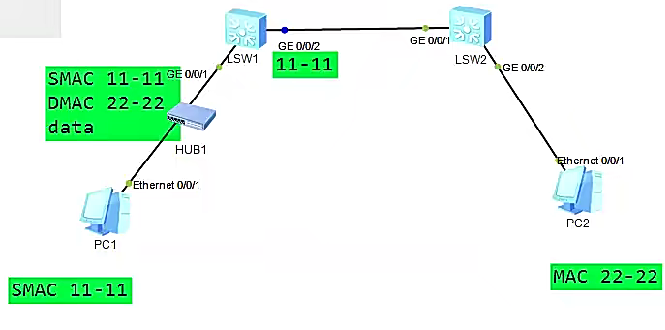 LSW1
GE 0/0/2
11-11
GE 0/0/1
LSW2
GE 0/0/2
SMAC 11-11
DMAC 22-22
data
GE 0/0/1
HUB1
Ethernet 0/0/1
PC1
SMAC 11-11
Ethernet 0/0/1
PC2
MAC 22-22